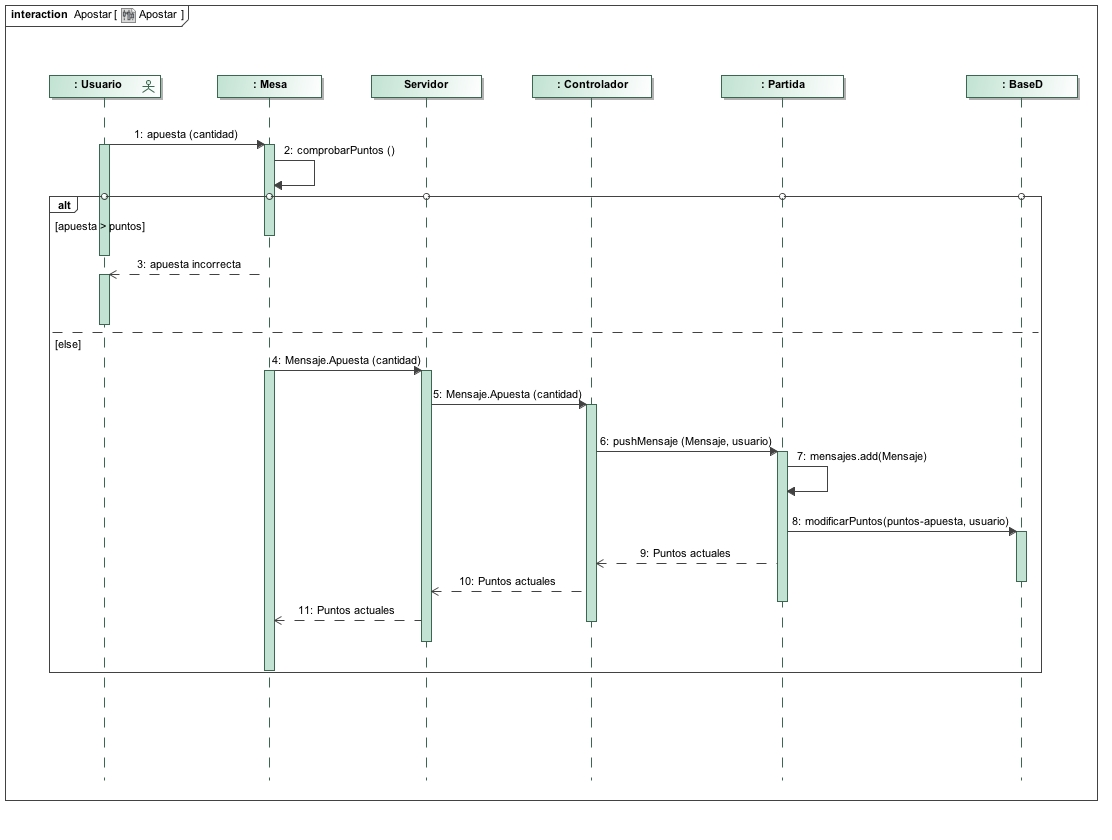 interaction Apostar [ Apostar ]
: Usuario
: Mesa
Servidor
: Controlador
: Partida
: BaseD
1: apuesta (cantidad)
2: comprobarPuntos ()
alt
[apuesta > puntos]
3: apuesta incorrecta
[else]
4: Mensaje.Apuesta (cantidad)
5: Mensaje.Apuesta (cantidad)
6: pushMensaje (Mensaje, usuario)
7: mensajes.add(Mensaje)
8: modificarPuntos(puntos-apuesta, usuario)
9: Puntos actuales
10: Puntos actuales
11: Puntos actuales